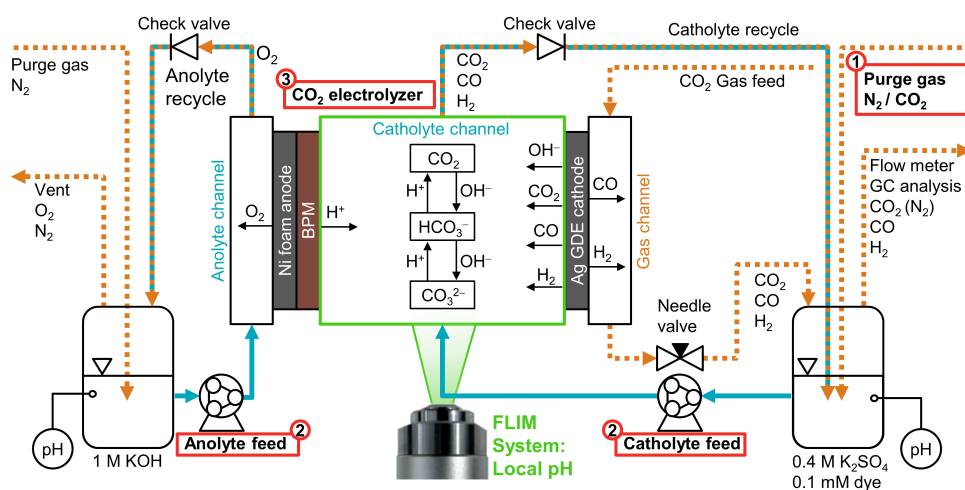 Check valve
O₂
Anolyte
recycle
Purge gas
N₂
Vent
O₂
N₂
3
CO₂ electrolyzer
CO₂
CO
H₂
Check valve
Catholyte recycle
CO₂ Gas feed
1
Purge gas
N₂ / CO₂
Flow meter
GC analysis
CO₂ (N₂)
CO
H₂
Anolyte channel
O₂
Ni foam anode
BPM
H⁺
Catholyte channel
CO₂
H⁺
OH⁻
HCO₃⁻
H⁺
OH⁻
CO₃²⁻
OH⁻
CO₂
CO
H₂
Ag GDE cathode
CO
H₂
Gas channel
Needle
valve
CO₂
CO
H₂
pH
1 M KOH
Anolyte feed
2
FLIM
System:
Local pH
2
Catholyte feed
0.4 M K₂SO₄
0.1 mM dye
pH